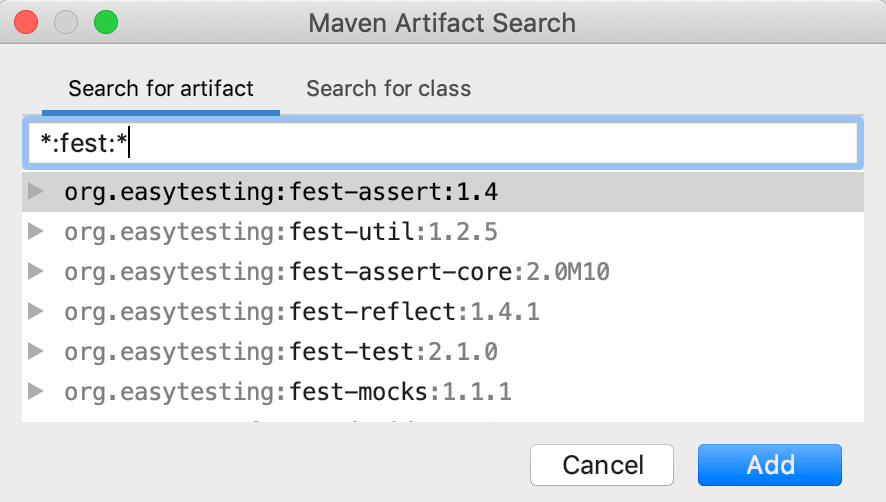 Maven Artifact Search
Search for artifact Search for class
*:fest:*
org.easytesting:fest-assert:1.4
org.easytesting:fest-util:1.2.5
org.easytesting:fest-assert-core:2.0M10
org.easytesting:fest-reflect:1.4.1
org.easytesting:fest-test:2.1.0
org.easytesting:fest-mocks:1.1.1
Cancel Add